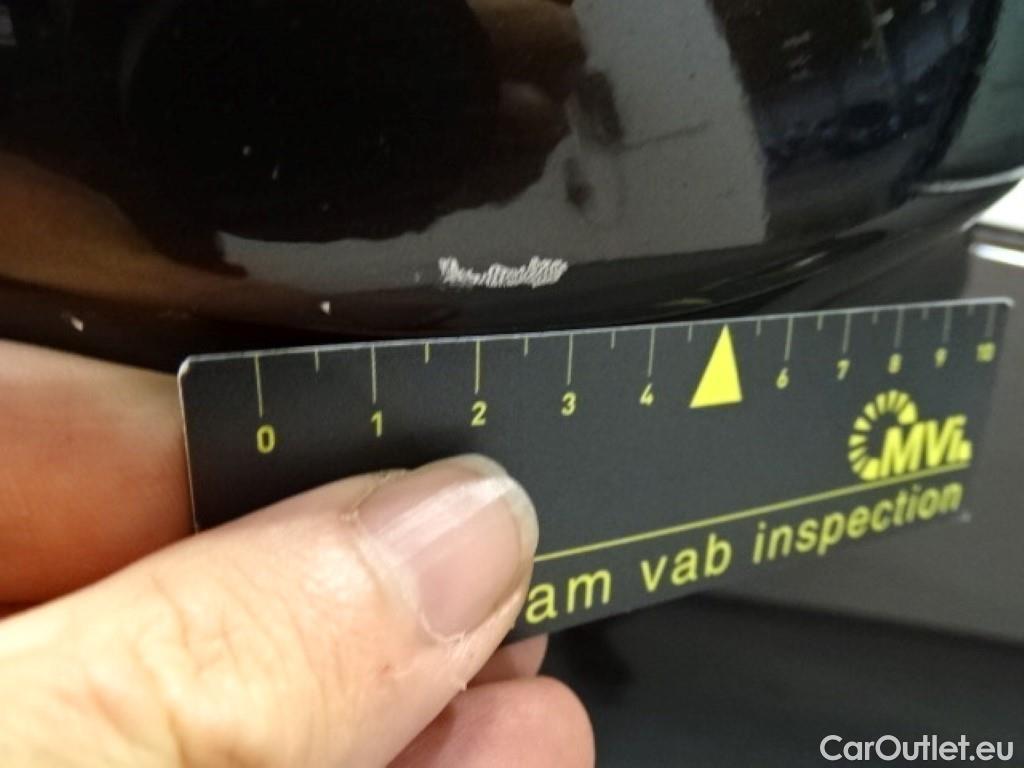 0 1 2 3 4 6 7 8 9 10
MVi
am vab inspection
CarOutlet.eu